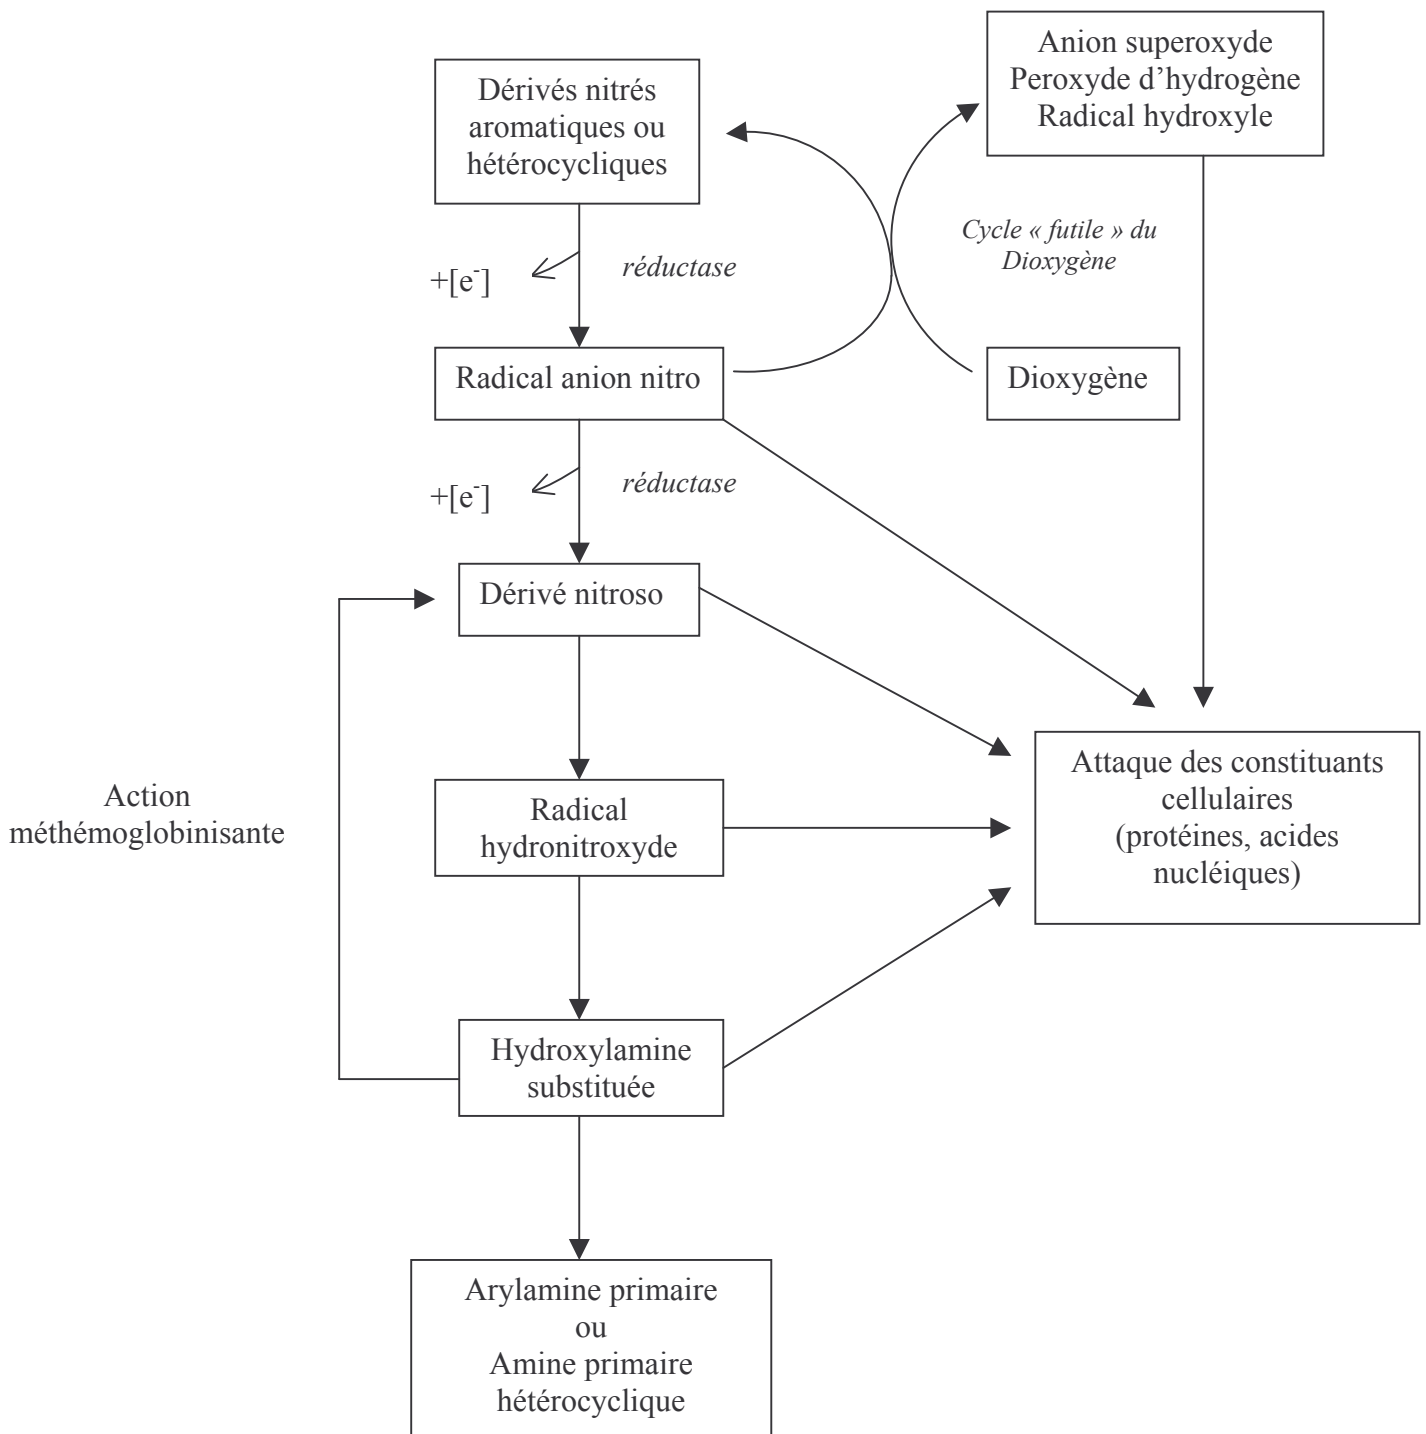 Anion superoxyde
Peroxyde d’hydrogène
Radical hydroxyle
Dérivés nitrés
aromatiques ou
hétérocycliques
Cycle « futile » du
Dioxygène
+[e-]
réductase
Radical anion nitro
Dioxygène
+[e-]
réductase
Dérivé nitroso
Attaque des constituants
cellulaires
(protéines, acides
nucléiques)
Action
méthémoglobinisante
Radical
hydronitroxyde
Hydroxylamine
substituée
Arylamine primaire
ou
Amine primaire
hétérocyclique